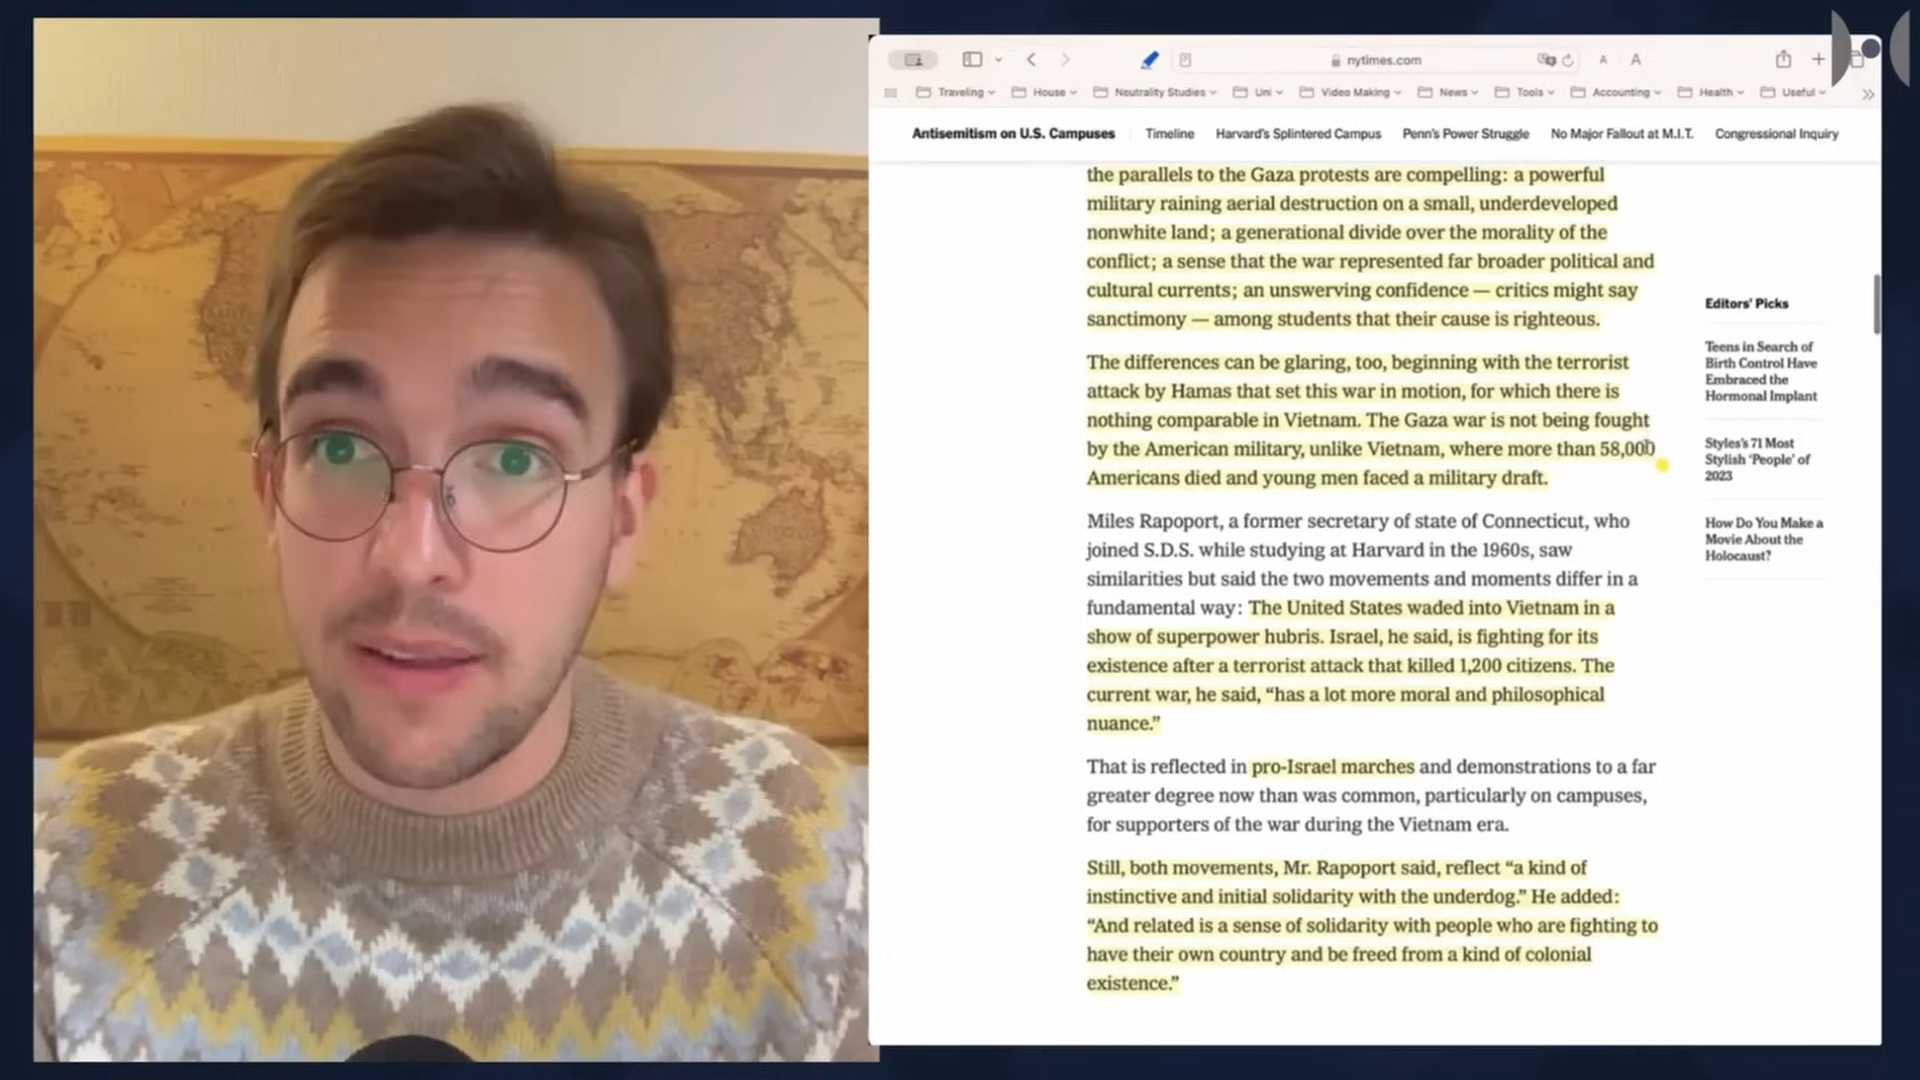 nytimes.com
A A
Traveling House Neutrality Studies Uni Video Making News Tools Accounting Health Useful
Antisemitism on U.S. Campuses Timeline Harvard's Splintered Campus Penn's Power Struggle No Major Fallout at M.I.T. Congressional Inquiry
the parallels to the Gaza protests are compelling: a powerful
military raining aerial destruction on a small, underdeveloped
nonwhite land; a generational divide over the morality of the
conflict; a sense that the war represented far broader political and
cultural currents; an unswerving confidence — critics might say
sanctimony — among students that their cause is righteous.
The differences can be glaring, too, beginning with the terrorist
attack by Hamas that set this war in motion, for which there is
nothing comparable in Vietnam. The Gaza war is not being fought
by the American military, unlike Vietnam, where more than 58,000
Americans died and young men faced a military draft.
Miles Rapoport, a former secretary of state of Connecticut, who
joined S.D.S. while studying at Harvard in the 1960s, saw
similarities but said the two movements and moments differ in a
fundamental way: The United States waded into Vietnam in a
show of superpower hubris. Israel, he said, is fighting for its
existence after a terrorist attack that killed 1,200 citizens. The
current war, he said, “has a lot more moral and philosophical
nuance.”
That is reflected in pro-Israel marches and demonstrations to a far
greater degree now than was common, particularly on campuses,
for supporters of the war during the Vietnam era.
Still, both movements, Mr. Rapoport said, reflect “a kind of
instinctive and initial solidarity with the underdog.” He added:
“And related is a sense of solidarity with people who are fighting to
have their own country and be freed from a kind of colonial
existence.”
Editors' Picks
Teens in Search of
Birth Control Have
Embraced the
Hormonal Implant
Styles's 71 Most
Stylish ‘People’ of
2023
How Do You Make a
Movie About the
Holocaust?